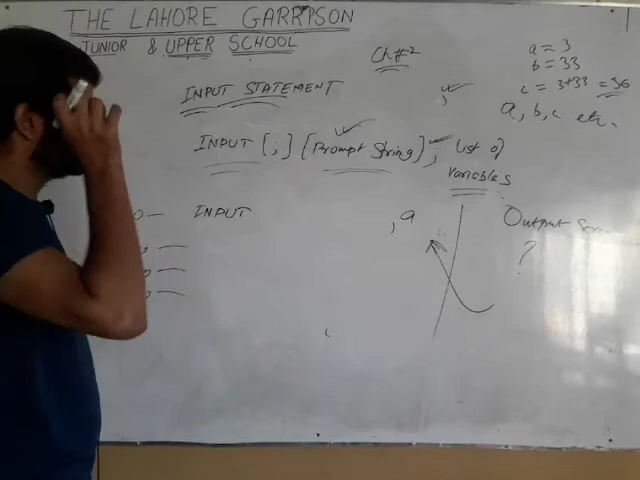 THE LAHORE GARRISON
JUNIOR & UPPER SCHOOL
Ch#2
a = 3
b = 33
c = 3+33 = 36
a, b, c etc.
INPUT STATEMENT ;
INPUT [;] [Prompt String] ; List of
Variables
INPUT , a
Output
?